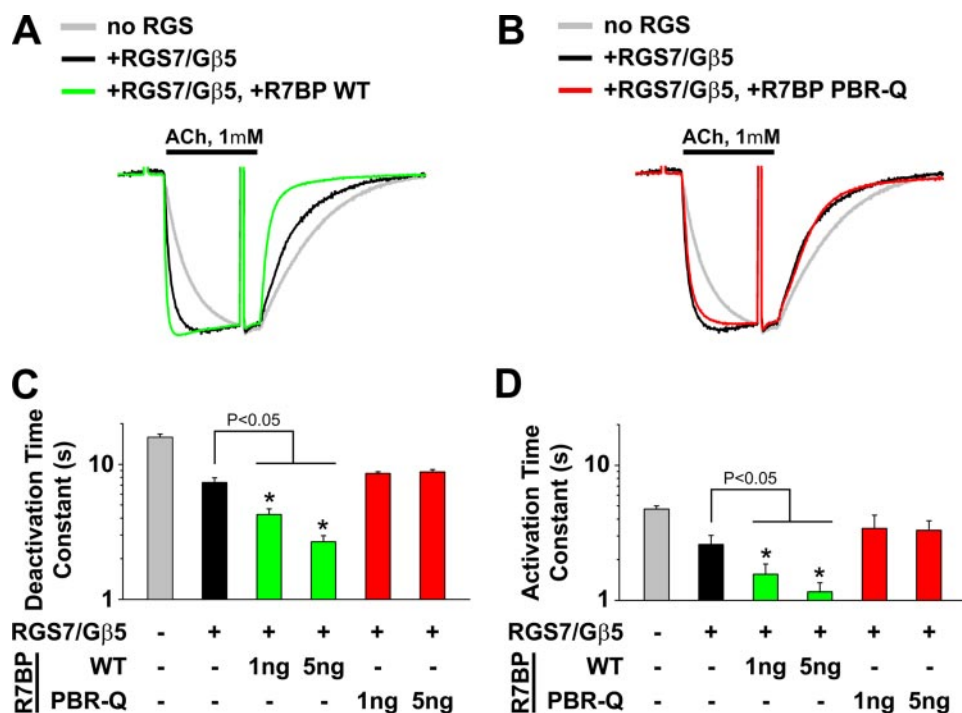 A
no RGS
+RGS7/Gβ5
+RGS7/Gβ5, +R7BP WT
ACh, 1mM
B
no RGS
+RGS7/Gβ5
+RGS7/Gβ5, +R7BP PBR-Q
ACh, 1mM
C
Deactivation Time
Constant (s)
10
1
P<0.05
* *
RGS7/Gβ5 - + + + + +
R7BP
WT - - 1ng 5ng - -
PBR-Q - - - - 1ng 5ng
D
Activation Time
Constant (s)
10
1
P<0.05
* *
RGS7/Gβ5 - + + + + +
R7BP
WT - - 1ng 5ng - -
PBR-Q - - - - 1ng 5ng